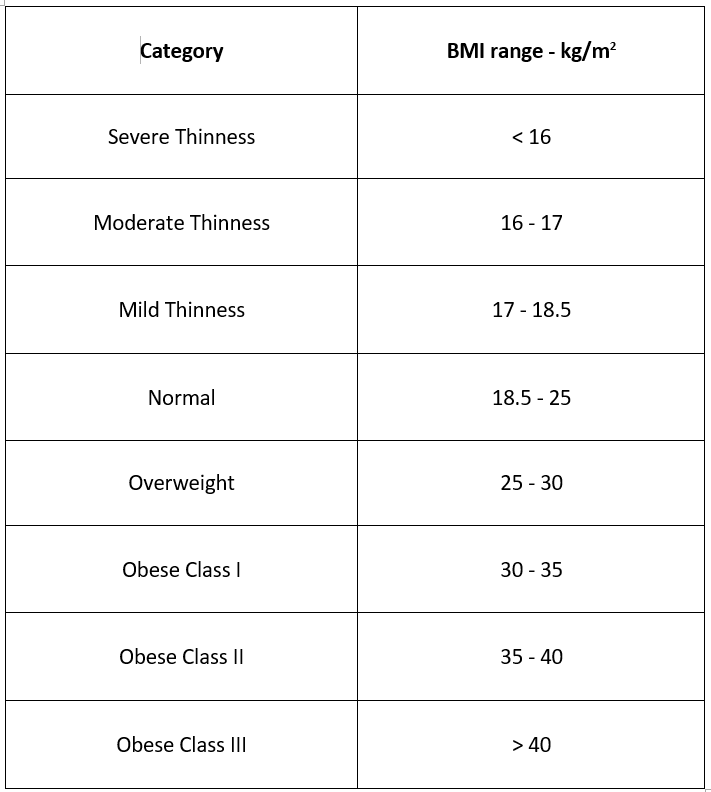 Category BMI range - kg/m²
Severe Thinness < 16
Moderate Thinness 16 - 17
Mild Thinness 17 - 18.5
Normal 18.5 - 25
Overweight 25 - 30
Obese Class I 30 - 35
Obese Class II 35 - 40
Obese Class III > 40